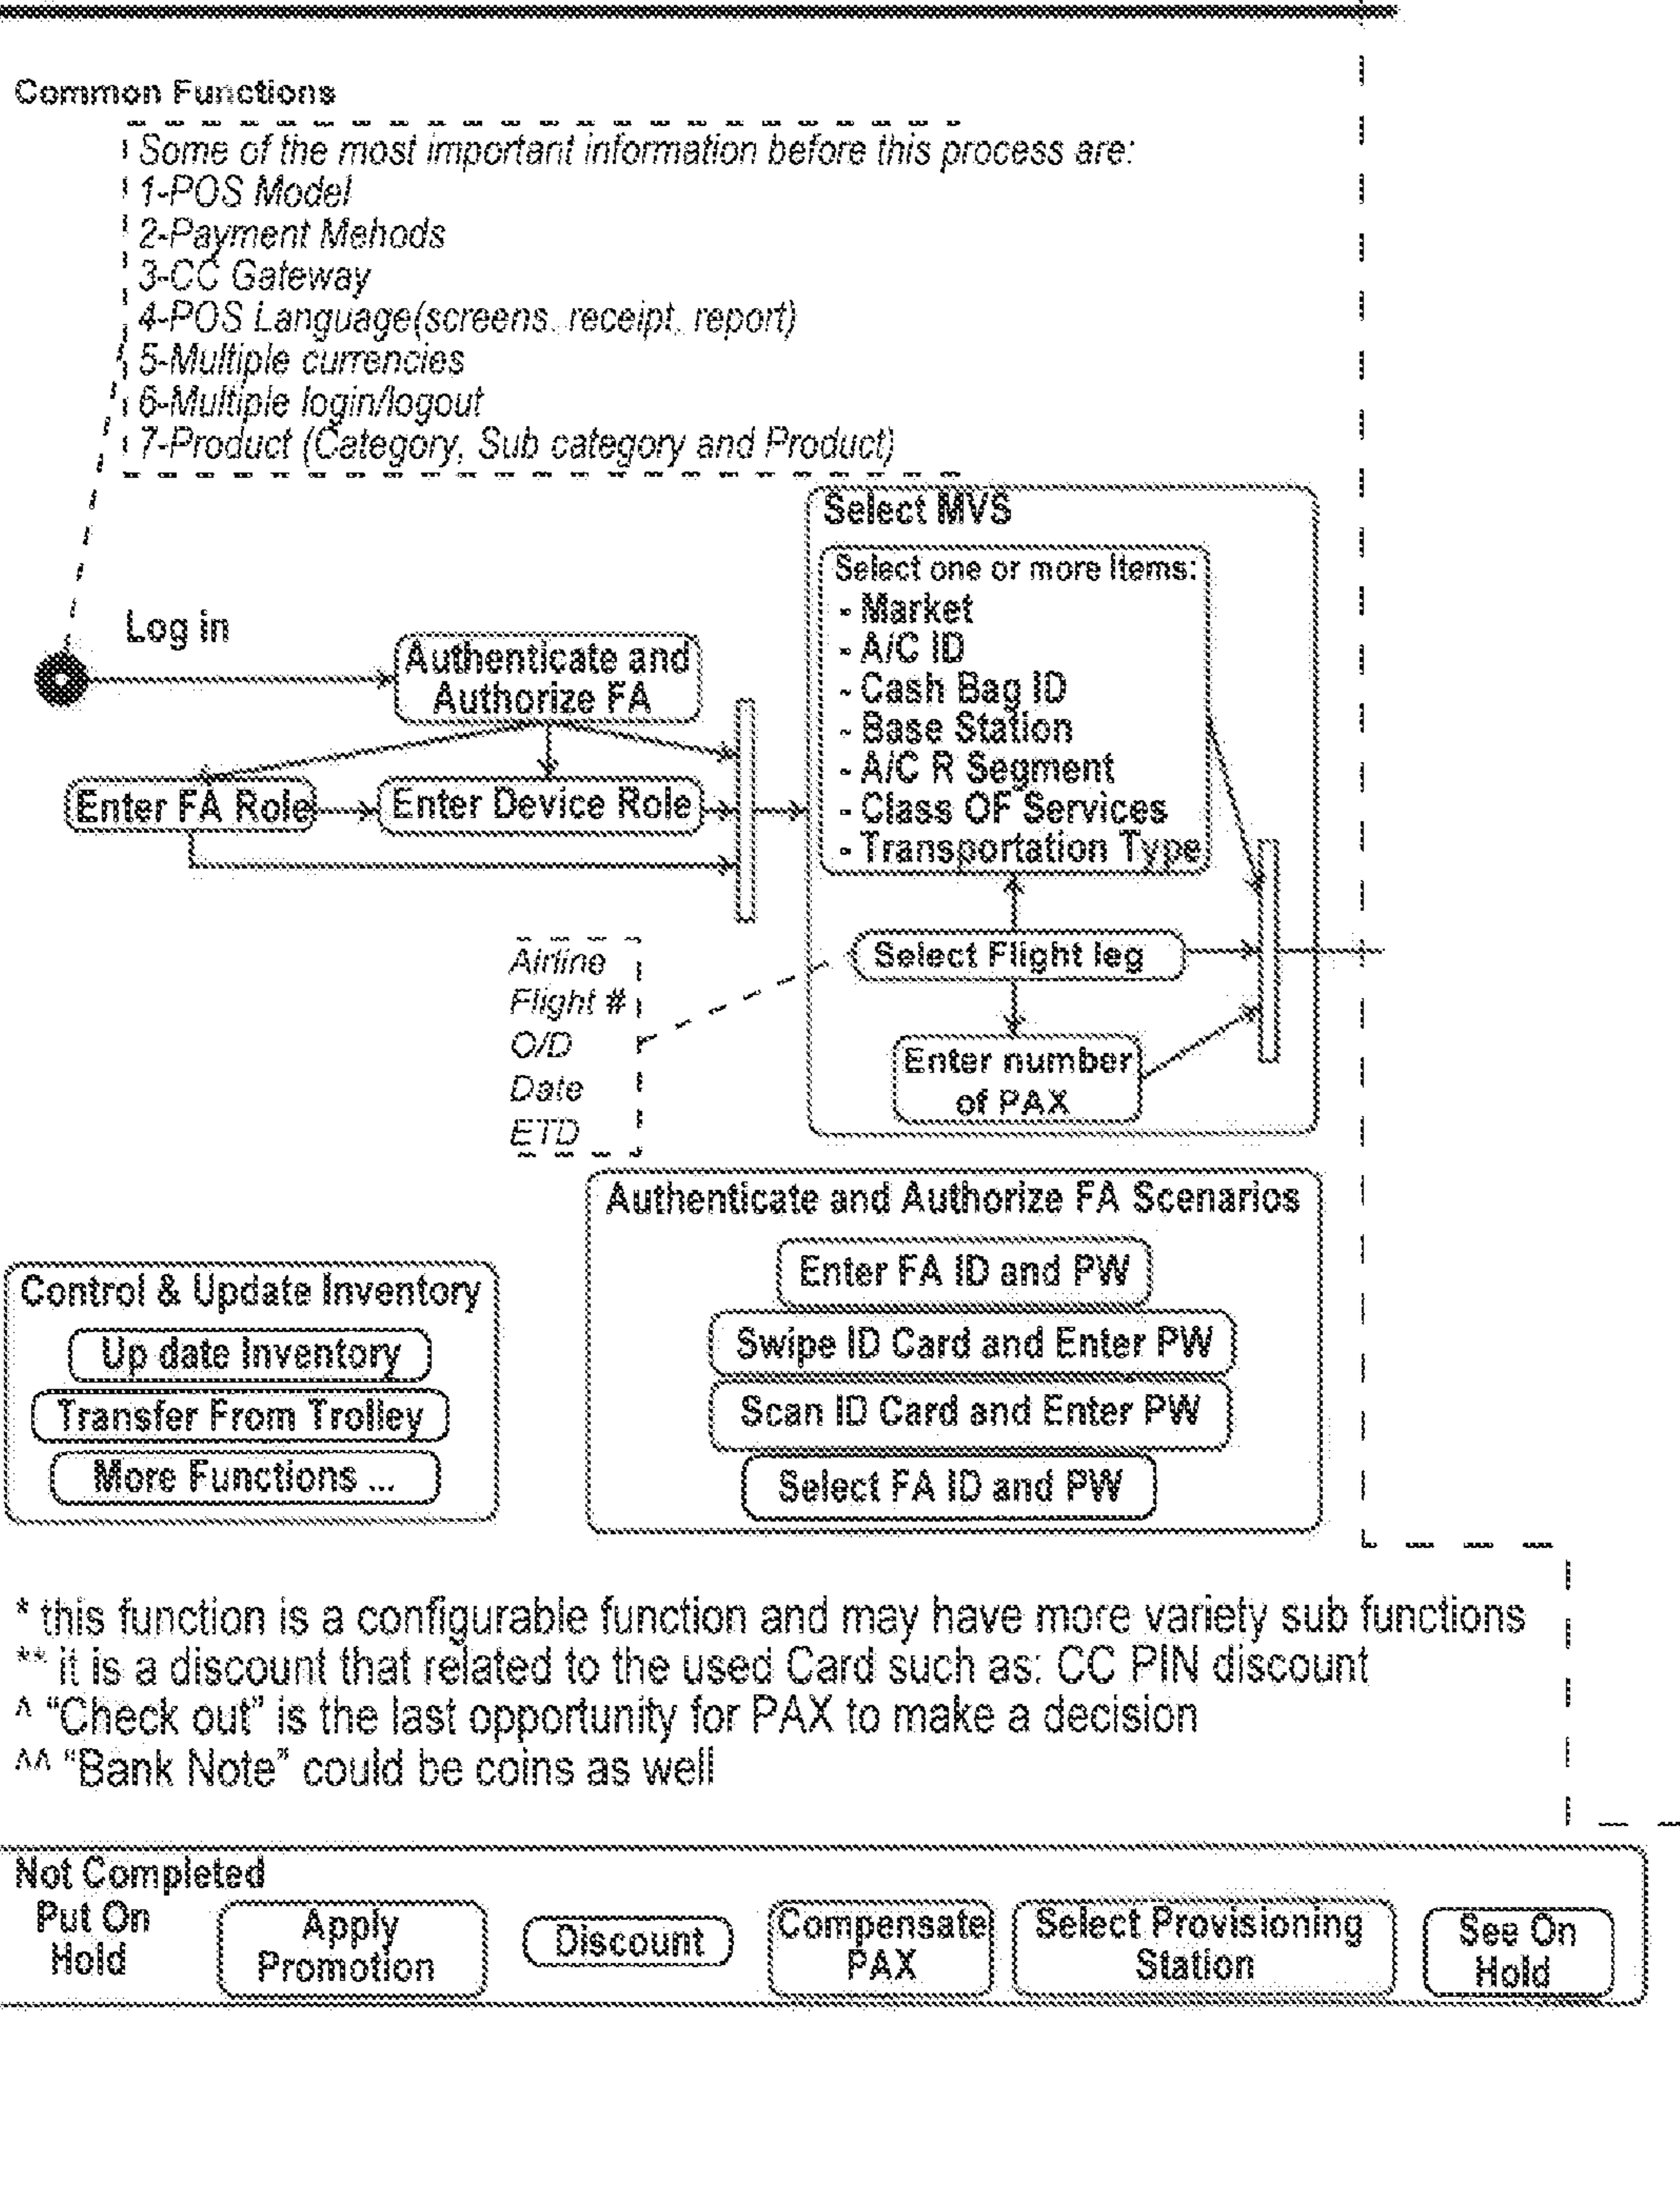 Common Functions
Some of the most important information before this process are:
1-POS Model
2-Payment Mehods
3-CC Gateway
4-POS Language(screens, receipt, report)
5-Multiple currencies
6-Multiple login/logout
7-Product (Category, Sub category and Product)
Select MVS
Select one or more Items:
- Market
- A/C ID
- Cash Bag ID
- Base Station
- A/C R Segment
- Class OF Services
- Transportation Type
Log in
Authenticate and
Authorize FA
Enter FA Role
Enter Device Role
Select Flight leg
Airline
Flight #
O/D
Date
ETD
Enter number
of PAX
Authenticate and Authorize FA Scenarios
Enter FA ID and PW
Swipe ID Card and Enter PW
Scan ID Card and Enter PW
Select FA ID and PW
Control & Update Inventory
Up date Inventory
Transfer From Trolley
More Functions ...
* this function is a configurable function and may have more variety sub functions
** it is a discount that related to the used Card such as: CC PIN discount
^ “Check out” is the last opportunity for PAX to make a decision
^^ “Bank Note” could be coins as well
Not Completed
Put On
Hold
Apply
Promotion
Discount
Compensate
PAX
Select Provisioning
Station
See On
Hold